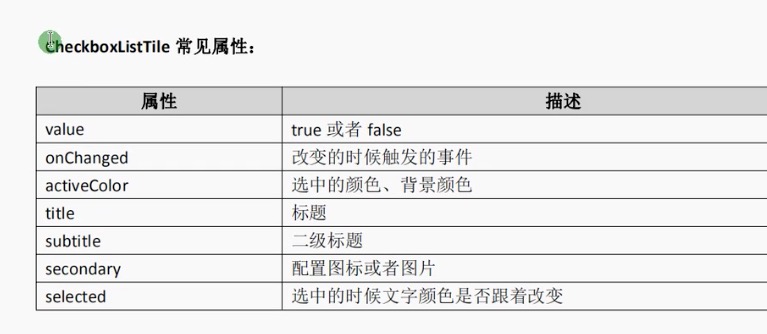 CheckboxListTile 常见属性：
属性 描述
value true 或者 false
onChanged 改变的时候触发的事件
activeColor 选中的颜色、背景颜色
title 标题
subtitle 二级标题
secondary 配置图标或者图片
selected 选中的时候文字颜色是否跟着改变